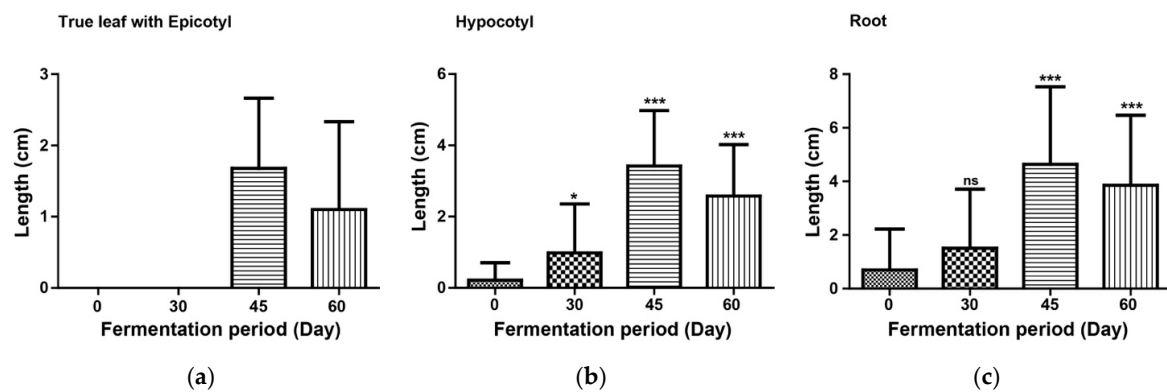 True leaf with Epicotyl
Length (cm)
3
2
1
0
0 30 45 60
Fermentation period (Day)
(a)
Hypocotyl
Length (cm)
6
4
2
0
* *** ***
0 30 45 60
Fermentation period (Day)
(b)
Root
Length (cm)
8
6
4
2
0
ns *** ***
0 30 45 60
Fermentation period (Day)
(c)